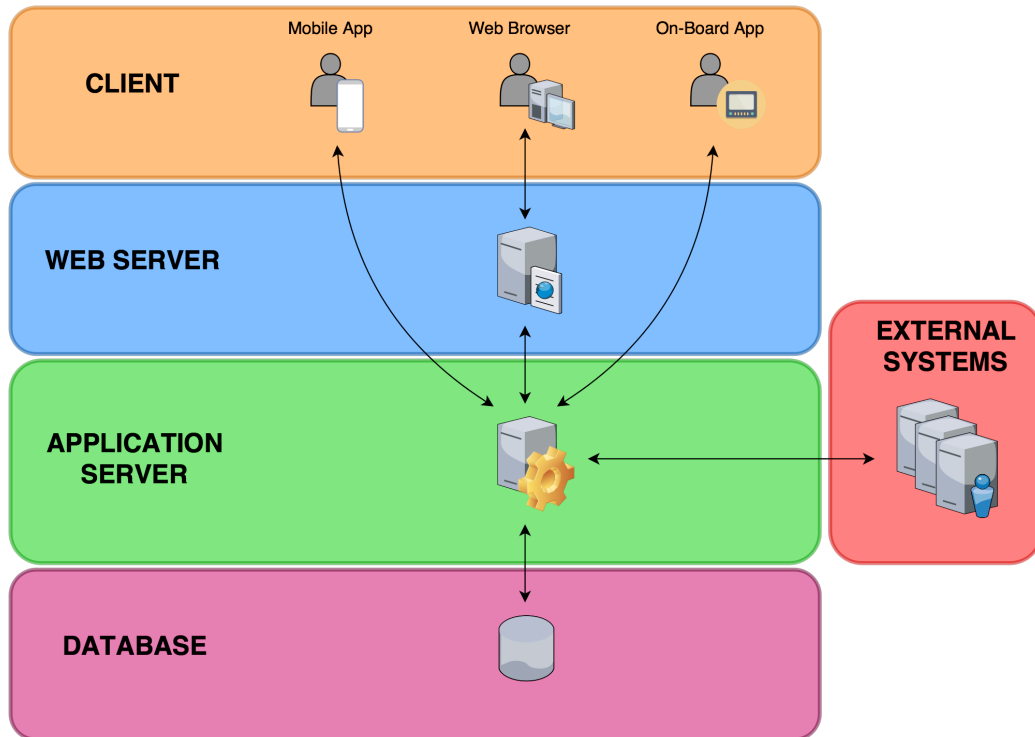 Mobile App
Web Browser
On-Board App
CLIENT
WEB SERVER
EXTERNAL
SYSTEMS
APPLICATION
SERVER
DATABASE